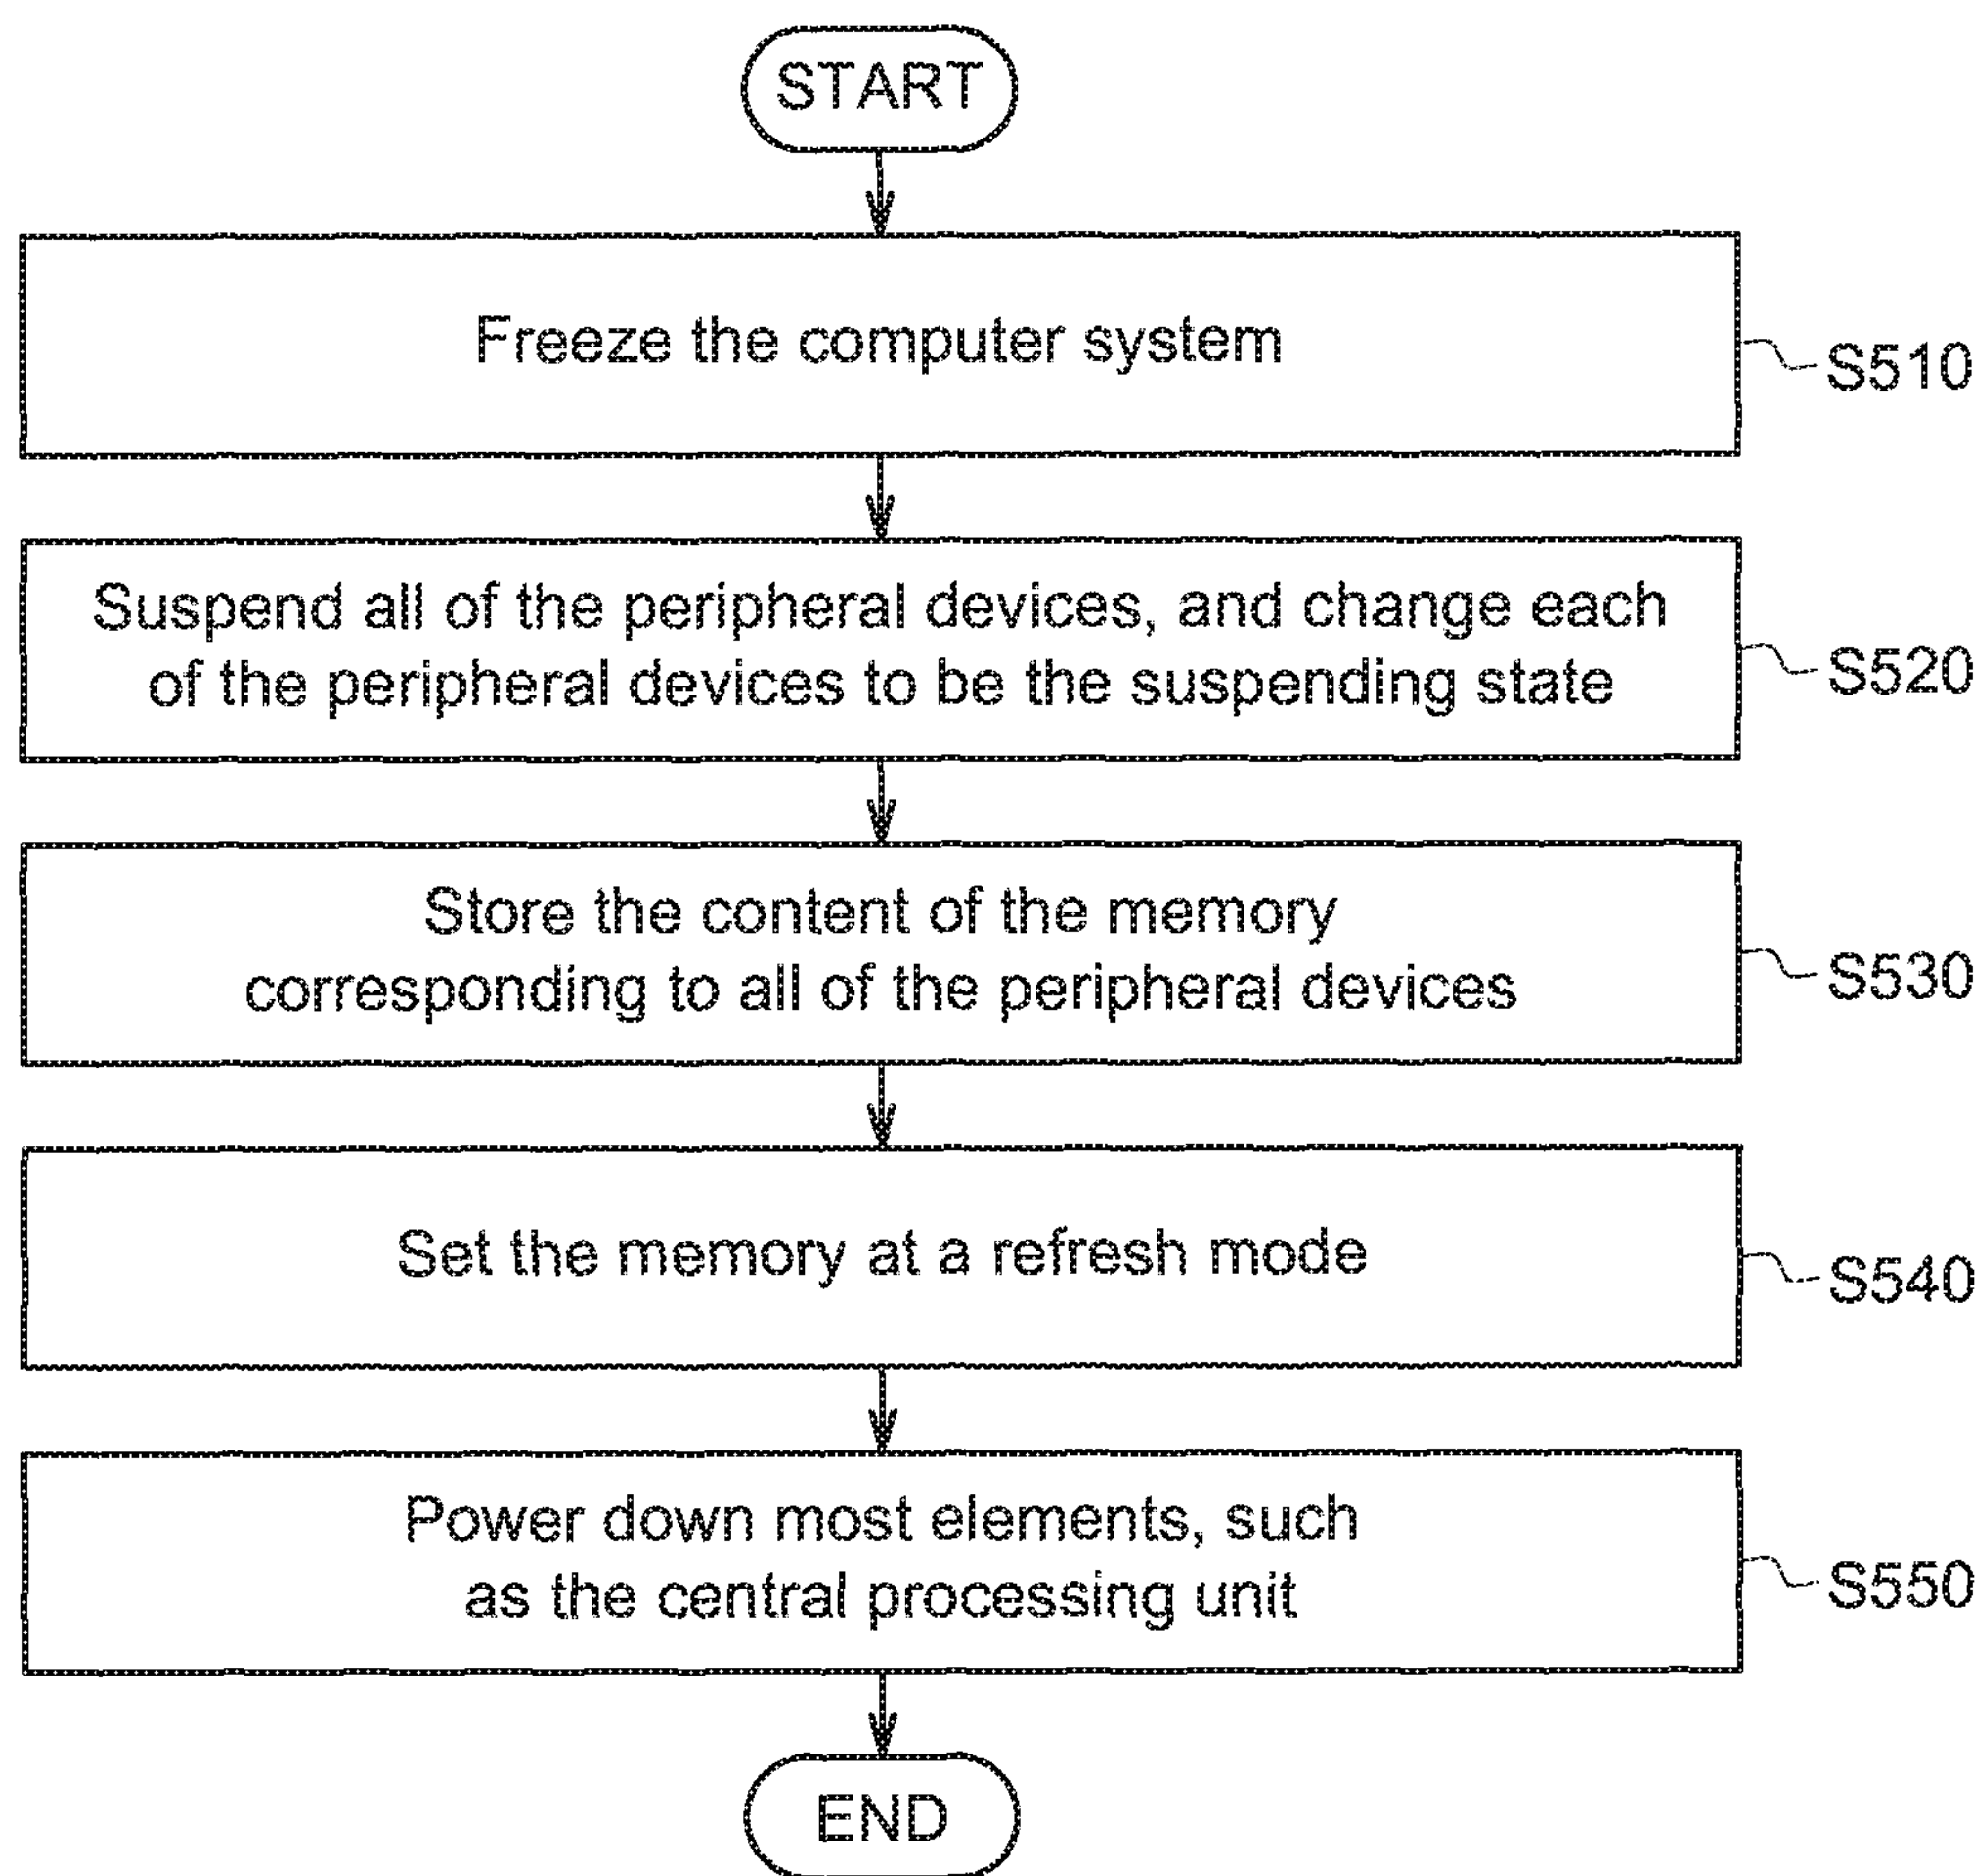 START
Freeze the computer system
S510
Suspend all of the peripheral devices, and change each
of the peripheral devices to be the suspending state
S520
Store the content of the memory
corresponding to all of the peripheral devices
S530
Set the memory at a refresh mode
S540
Power down most elements, such
as the central processing unit
S550
END